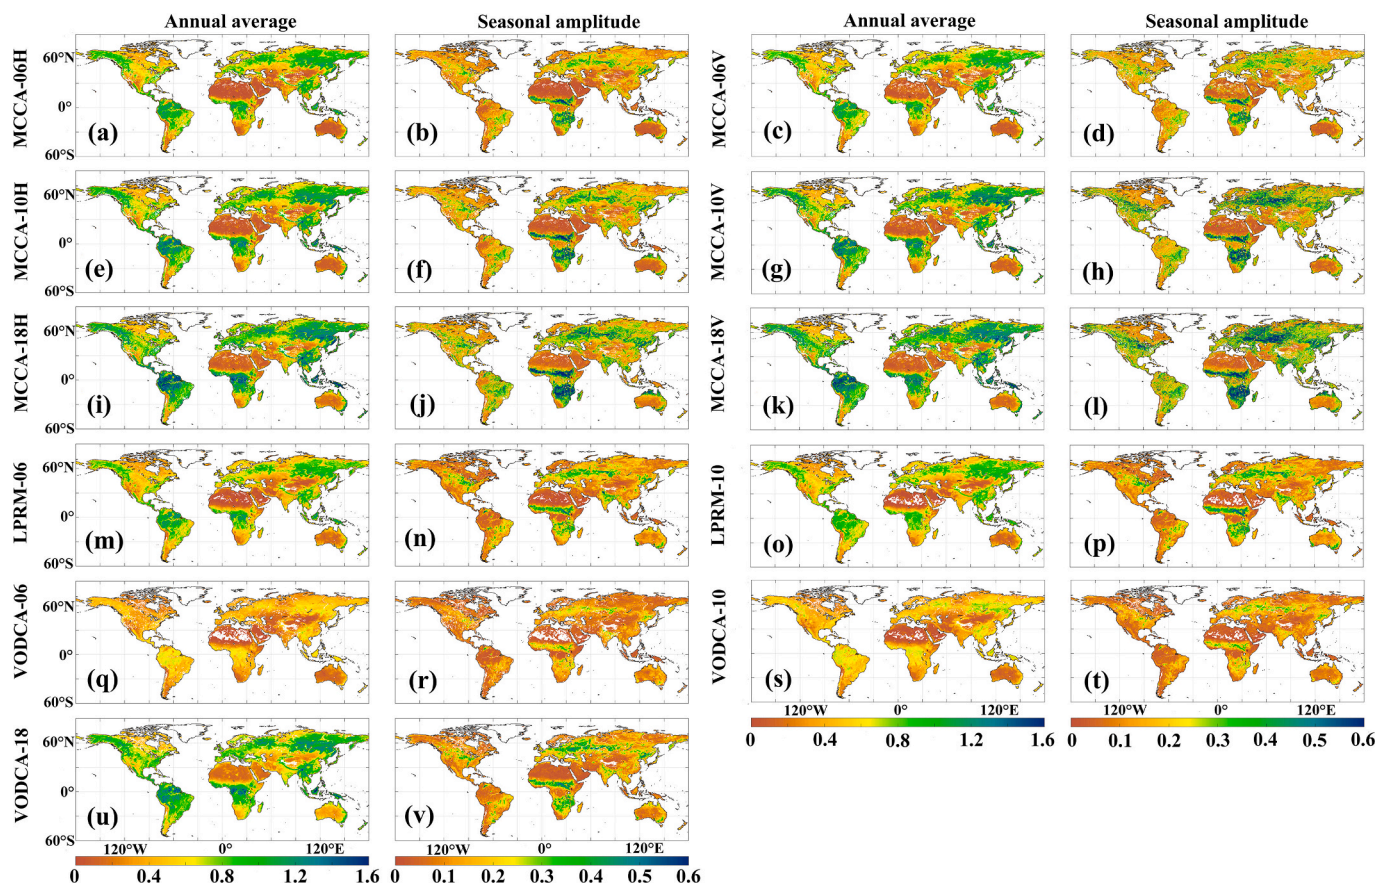 Annual average Seasonal amplitude Annual average Seasonal amplitude
MCCA-06H 60°N 0° 60°S (a) (b) MCCA-06V (c) (d)
MCCA-10H 60°N 0° 60°S (e) (f) MCCA-10V (g) (h)
MCCA-18H 60°N 0° 60°S (i) (j) MCCA-18V (k) (l)
LPRM-06 60°N 0° 60°S (m) (n) LPRM-10 (o) (p)
VODCA-06 60°N 0° 60°S (q) (r) VODCA-10 (s) (t)
120°W 0° 120°E 120°W 0° 120°E
0 0.4 0.8 1.2 1.6 0 0.1 0.2 0.3 0.4 0.5 0.6
VODCA-18 60°N 0° 60°S (u) (v)
120°W 0° 120°E 120°W 0° 120°E
0 0.4 0.8 1.2 1.6 0 0.1 0.2 0.3 0.4 0.5 0.6